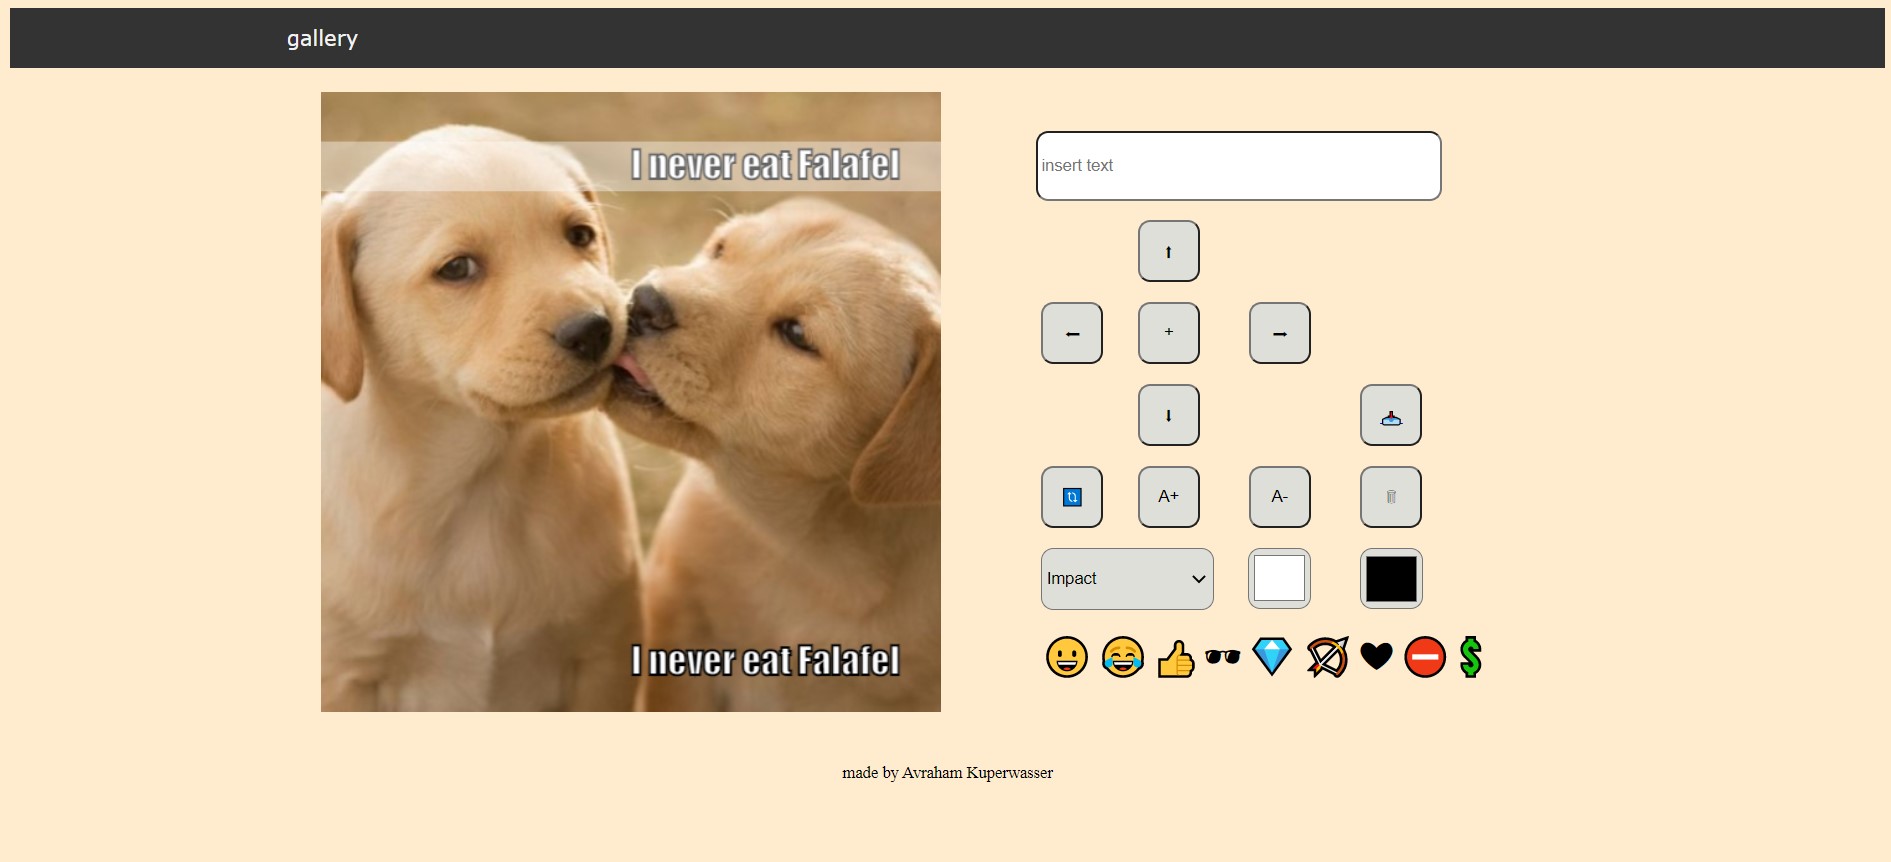 gallery
I never eat Falafel
insert text
↑
← + →
↓
A+ A-
Impact
I never eat Falafel
made by Avraham Kuperwasser